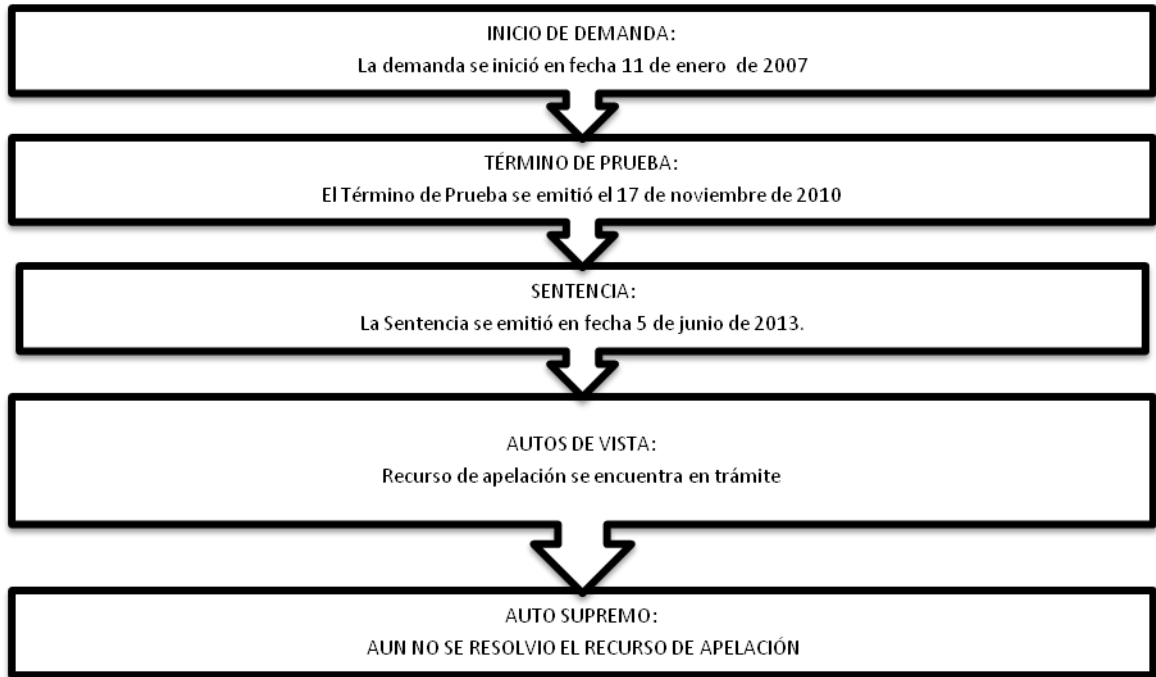 INICIO DE DEMANDA:
La demanda se inició en fecha 11 de enero de 2007
TÉRMINO DE PRUEBA:
El Término de Prueba se emitió el 17 de noviembre de 2010
SENTENCIA:
La Sentencia se emitió en fecha 5 de junio de 2013.
AUTOS DE VISTA:
Recurso de apelación se encuentra en trámite
AUTO SUPREMO:
AUN NO SE RESOLVIO EL RECURSO DE APELACIÓN